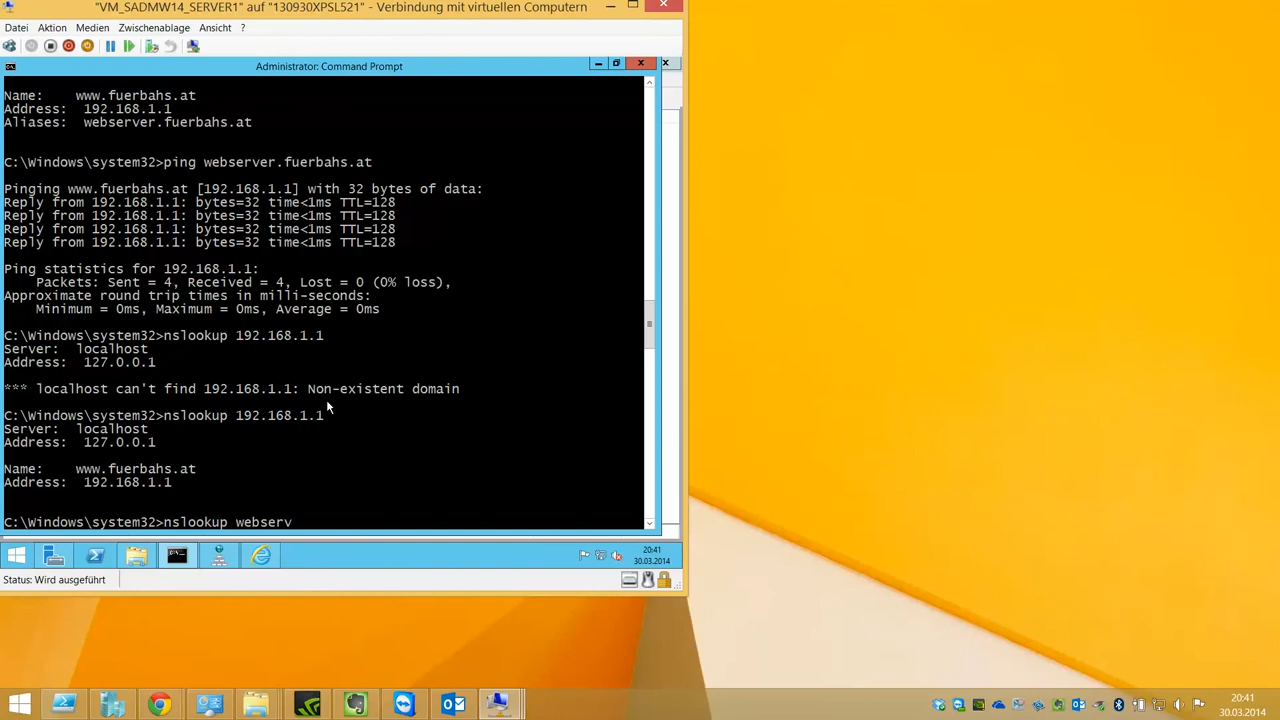 "VM_SADMW14_SERVER1" auf "130930XPSL521" - Verbindung mit virtuellen Computern
Datei Aktion Medien Zwischenablage Ansicht ?
Administrator: Command Prompt
Name:    www.fuerbahs.at
Address:  192.168.1.1
Aliases:  webserver.fuerbahs.at
C:\Windows\system32>ping webserver.fuerbahs.at
Pinging www.fuerbahs.at [192.168.1.1] with 32 bytes of data:
Reply from 192.168.1.1: bytes=32 time<1ms TTL=128
Reply from 192.168.1.1: bytes=32 time<1ms TTL=128
Reply from 192.168.1.1: bytes=32 time<1ms TTL=128
Reply from 192.168.1.1: bytes=32 time<1ms TTL=128
Ping statistics for 192.168.1.1:
    Packets: Sent = 4, Received = 4, Lost = 0 (0% loss),
Approximate round trip times in milli-seconds:
    Minimum = 0ms, Maximum = 0ms, Average = 0ms
C:\Windows\system32>nslookup 192.168.1.1
Server:  localhost
Address:  127.0.0.1
*** localhost can't find 192.168.1.1: Non-existent domain
C:\Windows\system32>nslookup 192.168.1.1
Server:  localhost
Address:  127.0.0.1
Name:    www.fuerbahs.at
Address:  192.168.1.1
C:\Windows\system32>nslookup webserv
20:41
30.03.2014
Status: Wird ausgeführt
20:41
30.03.2014